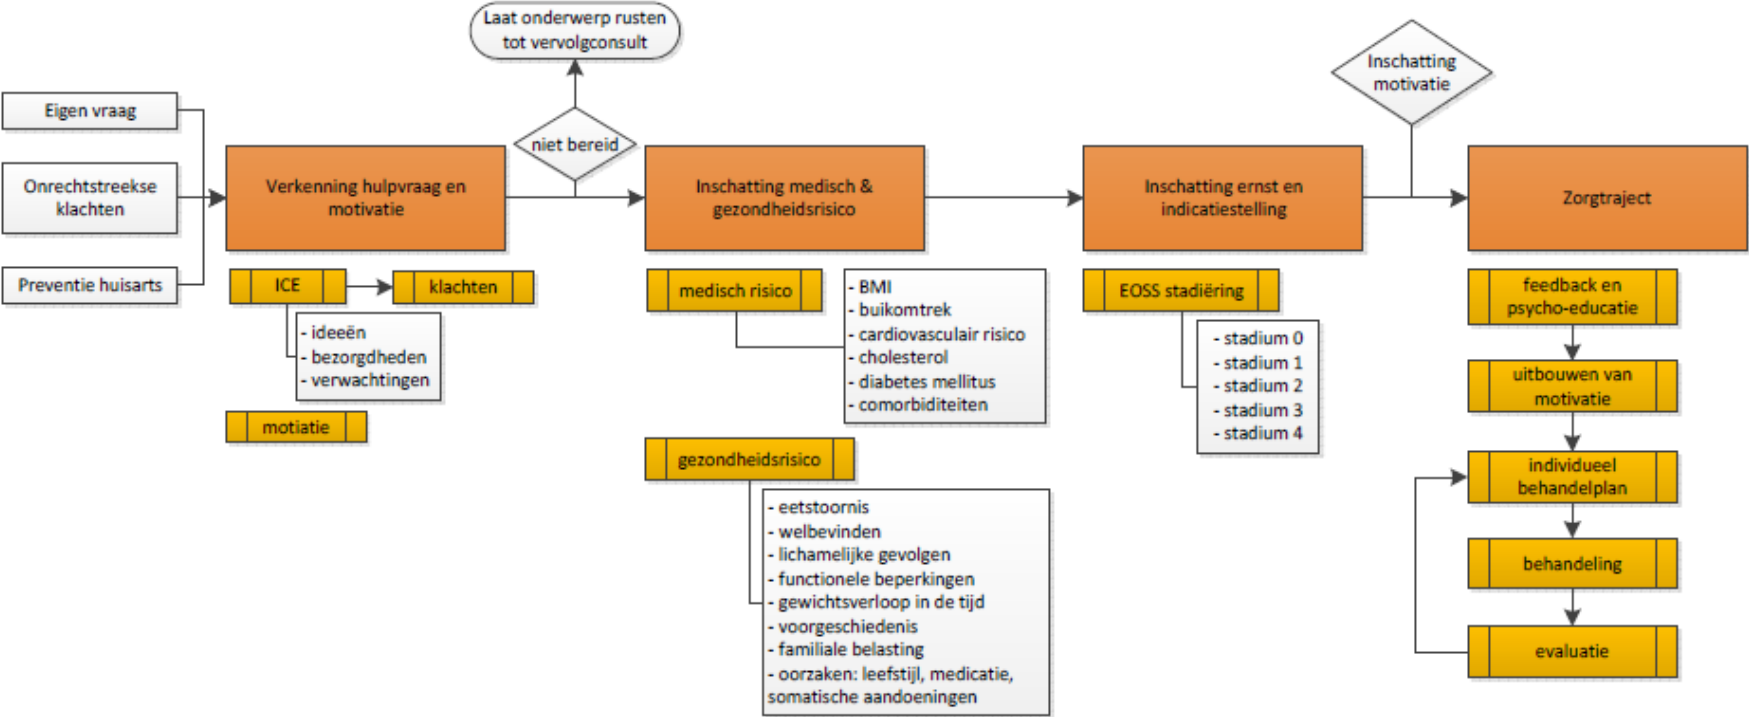 Laat onderwerp rusten
tot vervolgconsult
Inschatting
motivatie
Eigen vraag
Onrechtstreekse
klachten
Preventie huisarts
niet bereid
Verkenning hulpvraag en
motivatie
Inschatting medisch &
gezondheidsrisico
Inschatting ernst en
indicatiestelling
Zorgtraject
ICE
klachten
- ideeën
- bezorgdheden
- verwachtingen
motiatie
medisch risico
- BMI
- buikomtrek
- cardiovasculair risico
- cholesterol
- diabetes mellitus
- comorbiditeiten
gezondheidsrisico
- eetstoornis
- welbevinden
- lichamelijke gevolgen
- functionele beperkingen
- gewichtsverloop in de tijd
- voorgeschiedenis
- familiale belasting
- oorzaken: leefstijl, medicatie,
somatische aandoeningen
EOSS stadiëring
- stadium 0
- stadium 1
- stadium 2
- stadium 3
- stadium 4
feedback en
psycho-educatie
uitbouwen van
motivatie
individueel
behandelplan
behandeling
evaluatie